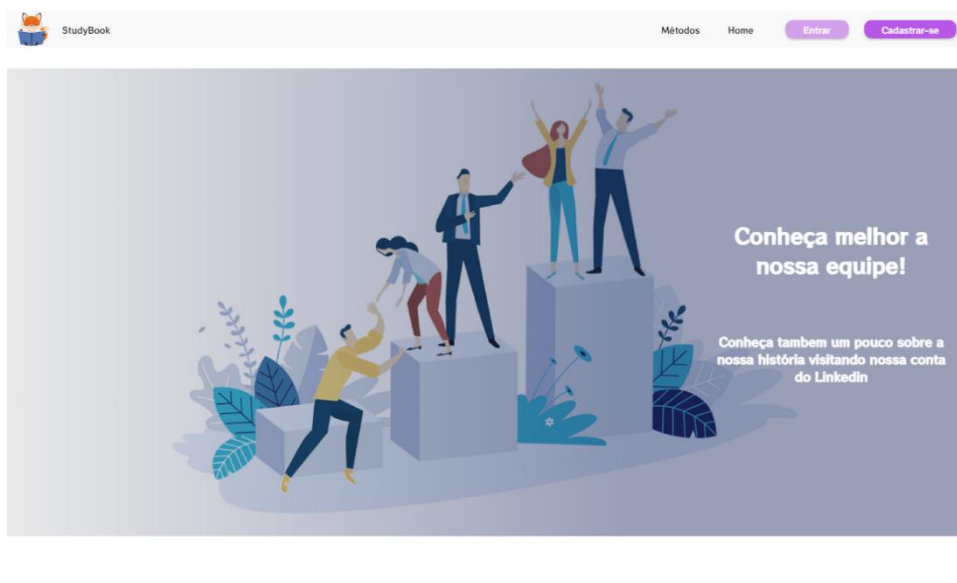 StudyBook
Métodos
Home
Entrar
Cadastrar-se
Conheça melhor a
nossa equipe!
Conheça tambem um pouco sobre a
nossa história visitando nossa conta
do Linkedin